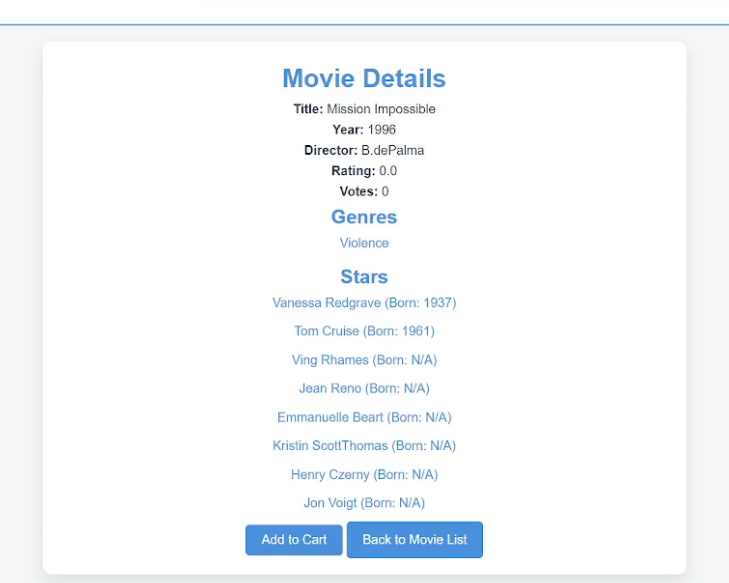 Movie Details
Title: Mission Impossible
Year: 1996
Director: B.dePalma
Rating: 0.0
Votes: 0
Genres
Violence
Stars
Vanessa Redgrave (Born: 1937)
Tom Cruise (Born: 1961)
Ving Rhames (Born: N/A)
Jean Reno (Born: N/A)
Emmanuelle Beart (Born: N/A)
Kristin ScottThomas (Born: N/A)
Henry Czerny (Born: N/A)
Jon Voigt (Born: N/A)
Add to Cart Back to Movie List